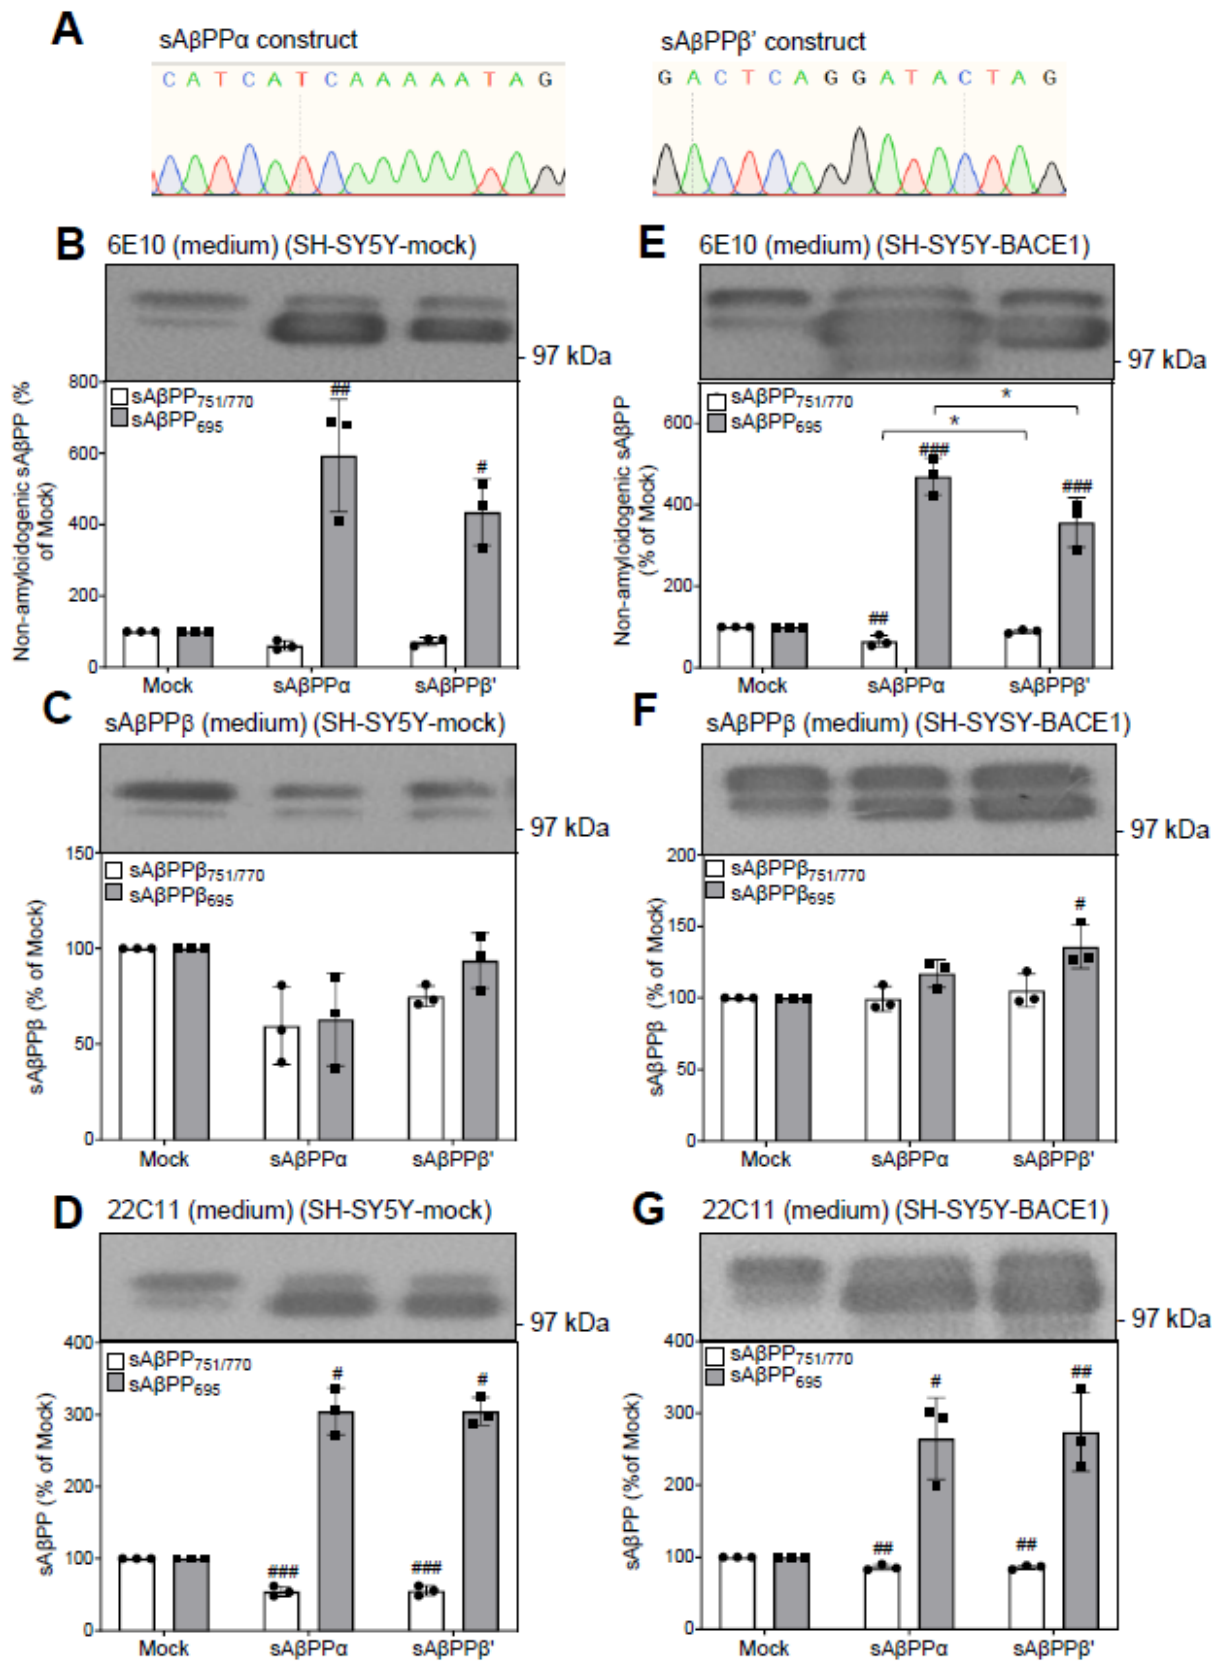 A
sAβPPα construct
sAβPPβ' construct
C A T C A T C A A A A A T A G
G A C T C A G G A T A C T A G
B 6E10 (medium) (SH-SY5Y-mock)
- 97 kDa
Non-amyloidogenic sAβPP (% of Mock)
800
600
400
200
0
sAβPP751/770
sAβPP695
##
#
Mock sAβPPα sAβPPβ'
E 6E10 (medium) (SH-SY5Y-BACE1)
- 97 kDa
Non-amyloidogenic sAβPP (% of Mock)
600
400
200
0
sAβPP751/770
sAβPP695
*
*
##
###
###
Mock sAβPPα sAβPPβ'
C sAβPPβ (medium) (SH-SY5Y-mock)
- 97 kDa
sAβPPβ (% of Mock)
150
100
50
0
sAβPPβ751/770
sAβPPβ695
Mock sAβPPα sAβPPβ'
F sAβPPβ (medium) (SH-SYSY-BACE1)
- 97 kDa
sAβPPβ (% of Mock)
200
150
100
50
0
sAβPPβ751/770
sAβPPβ695
#
Mock sAβPPα sAβPPβ'
D 22C11 (medium) (SH-SY5Y-mock)
- 97 kDa
sAβPP (% of Mock)
400
300
200
100
0
sAβPP751/770
sAβPP695
###
#
###
#
Mock sAβPPα sAβPPβ'
G 22C11 (medium) (SH-SY5Y-BACE1)
- 97 kDa
sAβPP (%of Mock)
400
300
200
100
0
sAβPP751/770
sAβPP695
##
#
##
##
Mock sAβPPα sAβPPβ'